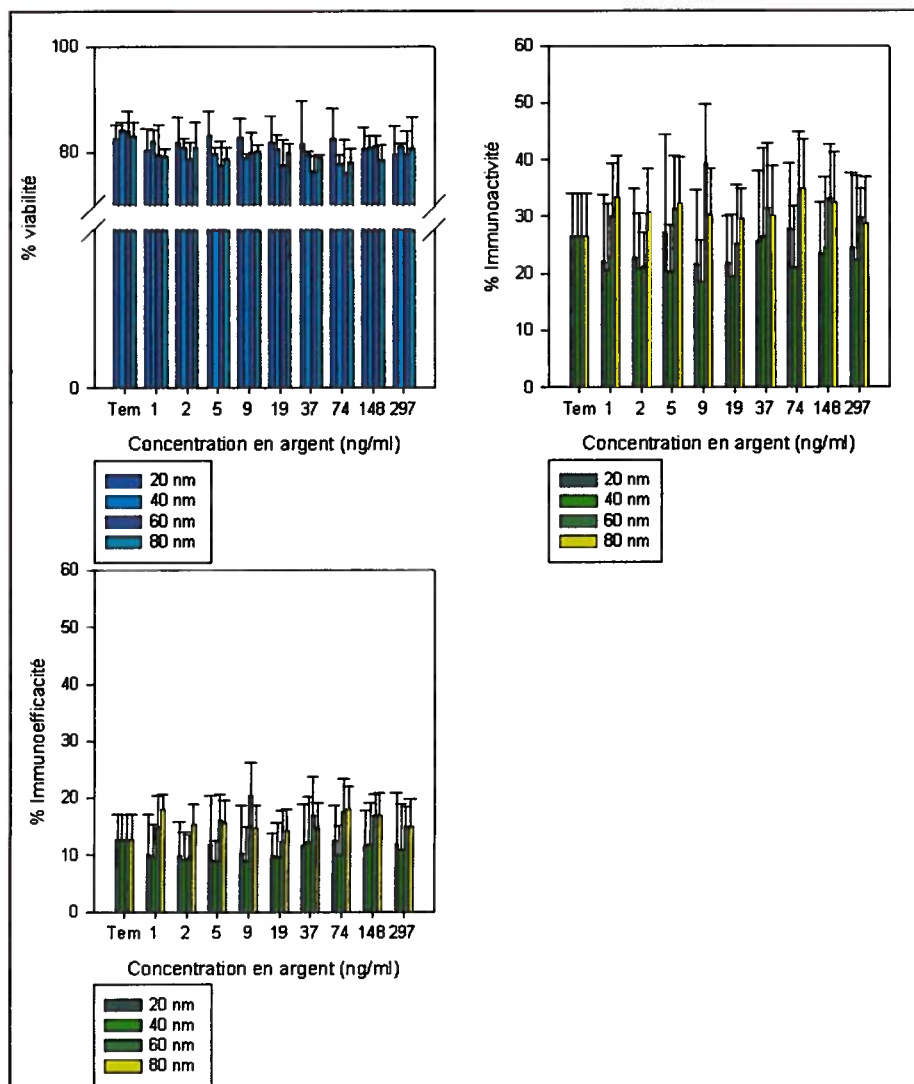 100
80
0
% viabilité
Tem 1 2 5 9 19 37 74 148 297
Concentration en argent (ng/ml)
20 nm
40 nm
60 nm
80 nm
60
50
40
30
20
10
0
% Immunoactivité
Tem 1 2 5 9 19 37 74 148 297
Concentration en argent (ng/ml)
20 nm
40 nm
60 nm
80 nm
60
50
40
30
20
10
0
% Immunoefficacité
Tem 1 2 5 9 19 37 74 148 297
Concentration en argent (ng/ml)
20 nm
40 nm
60 nm
80 nm